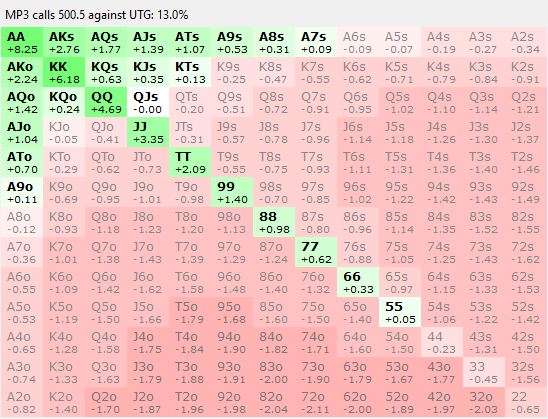 MP3 calls 500.5 against UTG: 13.0%
AA AKs AQs AJs ATs A9s A8s A7s A6s A5s A4s A3s A2s
+8.25 +2.76 +1.77 +1.39 +1.07 +0.53 +0.31 +0.09 -0.09 -0.07 -0.19 -0.27 -0.34
AKo KK KQs KJs KTs K9s K8s K7s K6s K5s K4s K3s K2s
+2.24 +6.18 +0.63 +0.35 +0.13 -0.25 -0.47 -0.55 -0.62 -0.71 -0.79 -0.84 -0.91
AQo KQo QQ QJs QTs Q9s Q8s Q7s Q6s Q5s Q4s Q3s Q2s
+1.42 +0.24 +4.69 -0.00 -0.20 -0.51 -0.72 -0.91 -0.95 -1.02 -1.10 -1.14 -1.21
AJo KJo QJo JJ JTs J9s J8s J7s J6s J5s J4s J3s J2s
+1.04 -0.05 -0.41 +3.35 -0.31 -0.57 -0.78 -0.96 -1.14 -1.18 -1.26 -1.30 -1.37
ATo KTo QTo JTo TT T9s T8s T7s T6s T5s T4s T3s T2s
+0.70 -0.29 -0.62 -0.73 +2.09 -0.55 -0.75 -0.93 -1.11 -1.31 -1.36 -1.40 -1.46
A9o K9o Q9o J9o T9o 99 98s 97s 96s 95s 94s 93s 92s
+0.11 -0.69 -0.95 -1.01 -0.98 +1.40 -0.70 -0.85 -1.02 -1.22 -1.42 -1.43 -1.49
A8o K8o Q8o J8o T8o 98o 88 87s 86s 85s 84s 83s 82s
-0.12 -0.93 -1.18 -1.23 -1.20 -1.13 +0.98 -0.80 -0.96 -1.14 -1.35 -1.52 -1.55
A7o K7o Q7o J7o T7o 97o 87o 77 76s 75s 74s 73s 72s
-0.36 -1.01 -1.38 -1.43 -1.39 -1.29 -1.24 +0.62 -0.88 -1.05 -1.25 -1.42 -1.62
A6o K6o Q6o J6o T6o 96o 86o 76o 66 65s 64s 63s 62s
-0.55 -1.09 -1.42 -1.62 -1.58 -1.48 -1.40 -1.32 +0.33 -0.97 -1.15 -1.33 -1.53
A5o K5o Q5o J5o T5o 95o 85o 75o 65o 55 54s 53s 52s
-0.53 -1.19 -1.50 -1.66 -1.79 -1.68 -1.60 -1.50 -1.40 +0.05 -1.06 -1.22 -1.42
A4o K4o Q4o J4o T4o 94o 84o 74o 64o 54o 44 43s 42s
-0.65 -1.28 -1.58 -1.75 -1.84 -1.90 -1.82 -1.71 -1.60 -1.50 -0.23 -1.31 -1.50
A3o K3o Q3o J3o T3o 93o 83o 73o 63o 53o 43o 33 32s
-0.74 -1.33 -1.63 -1.79 -1.88 -1.91 -2.00 -1.90 -1.79 -1.67 -1.77 -0.45 -1.56
A2o K2o Q2o J2o T2o 92o 82o 72o 62o 52o 42o 32o 22
-0.82 -1.40 -1.70 -1.87 -1.96 -1.98 -2.04 -2.11 -2.00 -1.89 -1.97 -2.03 0.65